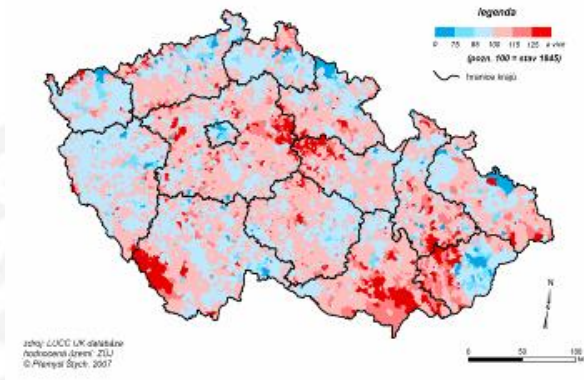 legenda
0 75 85 100 115 125 a více
(pozn. 100 = stav 1845)
hranice krajů
N
zdroj: LUCC UK databáze
hodnocená území: ZÚJ
© Přemysl Štych, 2007
0 50 100